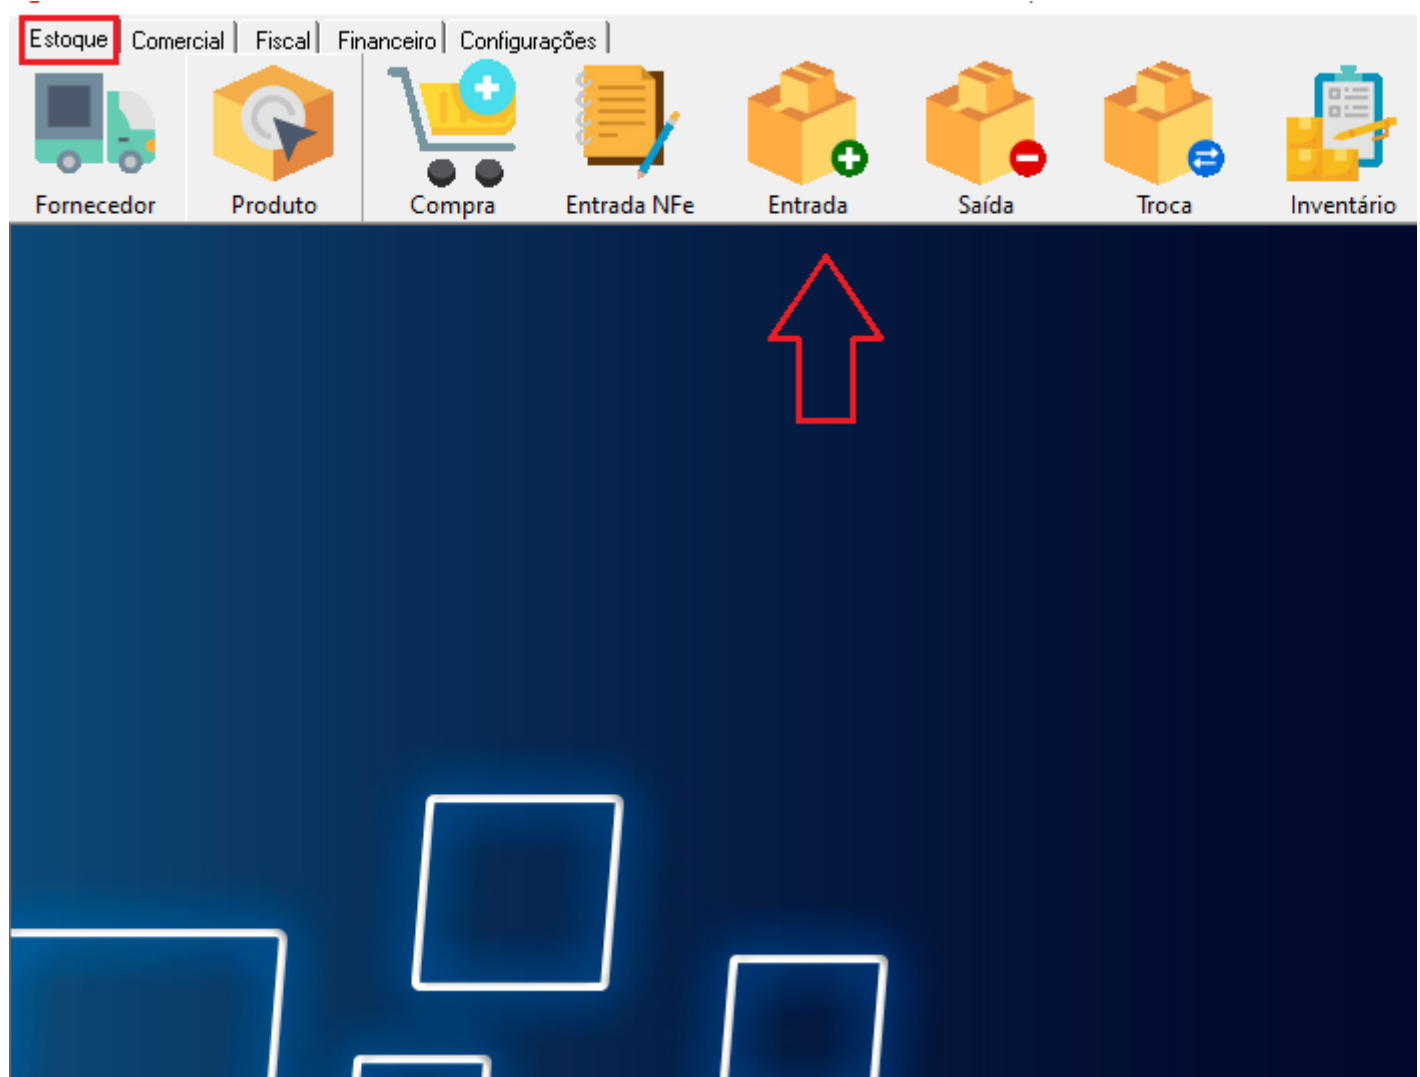 Estoque Comercial Fiscal Financeiro Configurações
Fornecedor Produto Compra Entrada NFe Entrada Saída Troca Inventário